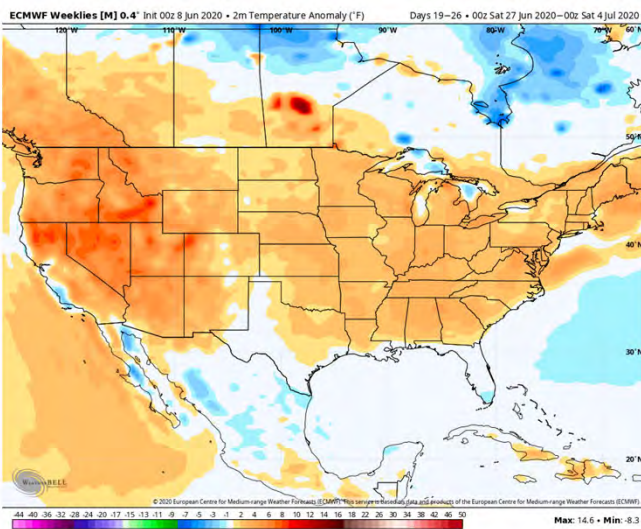 ECMWF Weeklies [M] 0.4° Init 00z 8 Jun 2020 • 2m Temperature Anomaly (°F) Days 19−26 • 00z Sat 27 Jun 2020−00z Sat 4 Jul 2020
120°W 110°W 100°W 90°W 80°W 60°N
50°N
40°N
30°N
20°N
WeatherBELL
© 2020 European Centre for Medium-range Weather Forecasts (ECMWF). This service is based on data and products of the European Centre for Medium-range Weather Forecasts (ECMWF).
-44 -40 -36 -32 -28 -24 -20 -17 -15 -13 -11 -9 -7 -5 -3 -1 2 4 6 8 10 12 14 16 18 22 26 30 34 38 42 46 50
Max: 14.6 • Min: -8.2